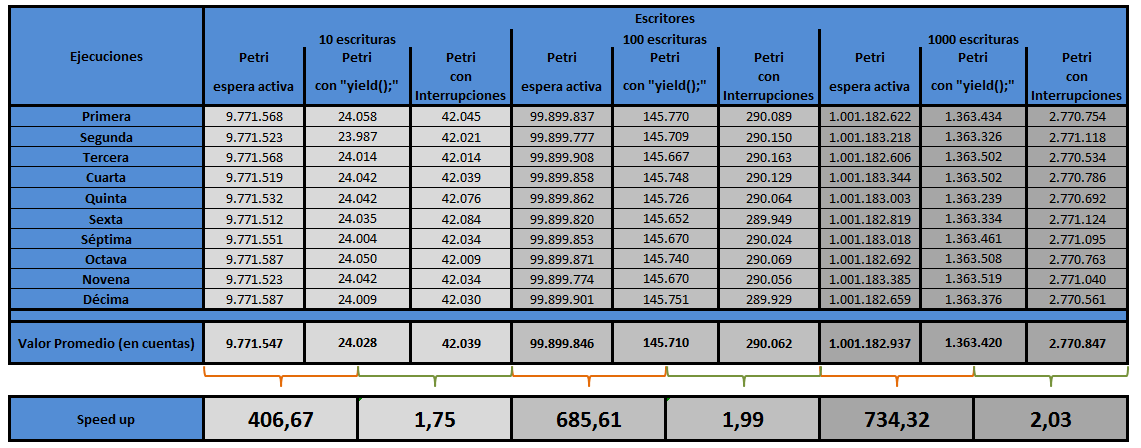 Escritores
Ejecuciones 10 escrituras 100 escrituras 1000 escrituras
Petri espera activa Petri con "yield();" Petri con Interrupciones Petri espera activa Petri con "yield();" Petri con Interrupciones Petri espera activa Petri con "yield();" Petri con Interrupciones
Primera 9.771.568 24.058 42.045 99.899.837 145.770 290.089 1.001.182.622 1.363.434 2.770.754
Segunda 9.771.523 23.987 42.021 99.899.777 145.709 290.150 1.001.183.218 1.363.326 2.771.118
Tercera 9.771.568 24.014 42.014 99.899.908 145.667 290.163 1.001.182.606 1.363.502 2.770.534
Cuarta 9.771.519 24.042 42.039 99.899.858 145.748 290.129 1.001.183.344 1.363.502 2.770.786
Quinta 9.771.532 24.042 42.076 99.899.862 145.726 290.064 1.001.183.003 1.363.239 2.770.692
Sexta 9.771.512 24.035 42.084 99.899.820 145.652 289.949 1.001.182.819 1.363.334 2.771.124
Séptima 9.771.551 24.004 42.034 99.899.853 145.670 290.024 1.001.183.018 1.363.461 2.771.095
Octava 9.771.587 24.050 42.009 99.899.871 145.740 290.069 1.001.182.692 1.363.508 2.770.763
Novena 9.771.523 24.042 42.034 99.899.774 145.670 290.056 1.001.183.385 1.363.519 2.771.040
Décima 9.771.587 24.009 42.030 99.899.901 145.751 289.929 1.001.182.659 1.363.376 2.770.561
Valor Promedio (en cuentas) 9.771.547 24.028 42.039 99.899.846 145.710 290.062 1.001.182.937 1.363.420 2.770.847
Speed up 406,67 1,75 685,61 1,99 734,32 2,03